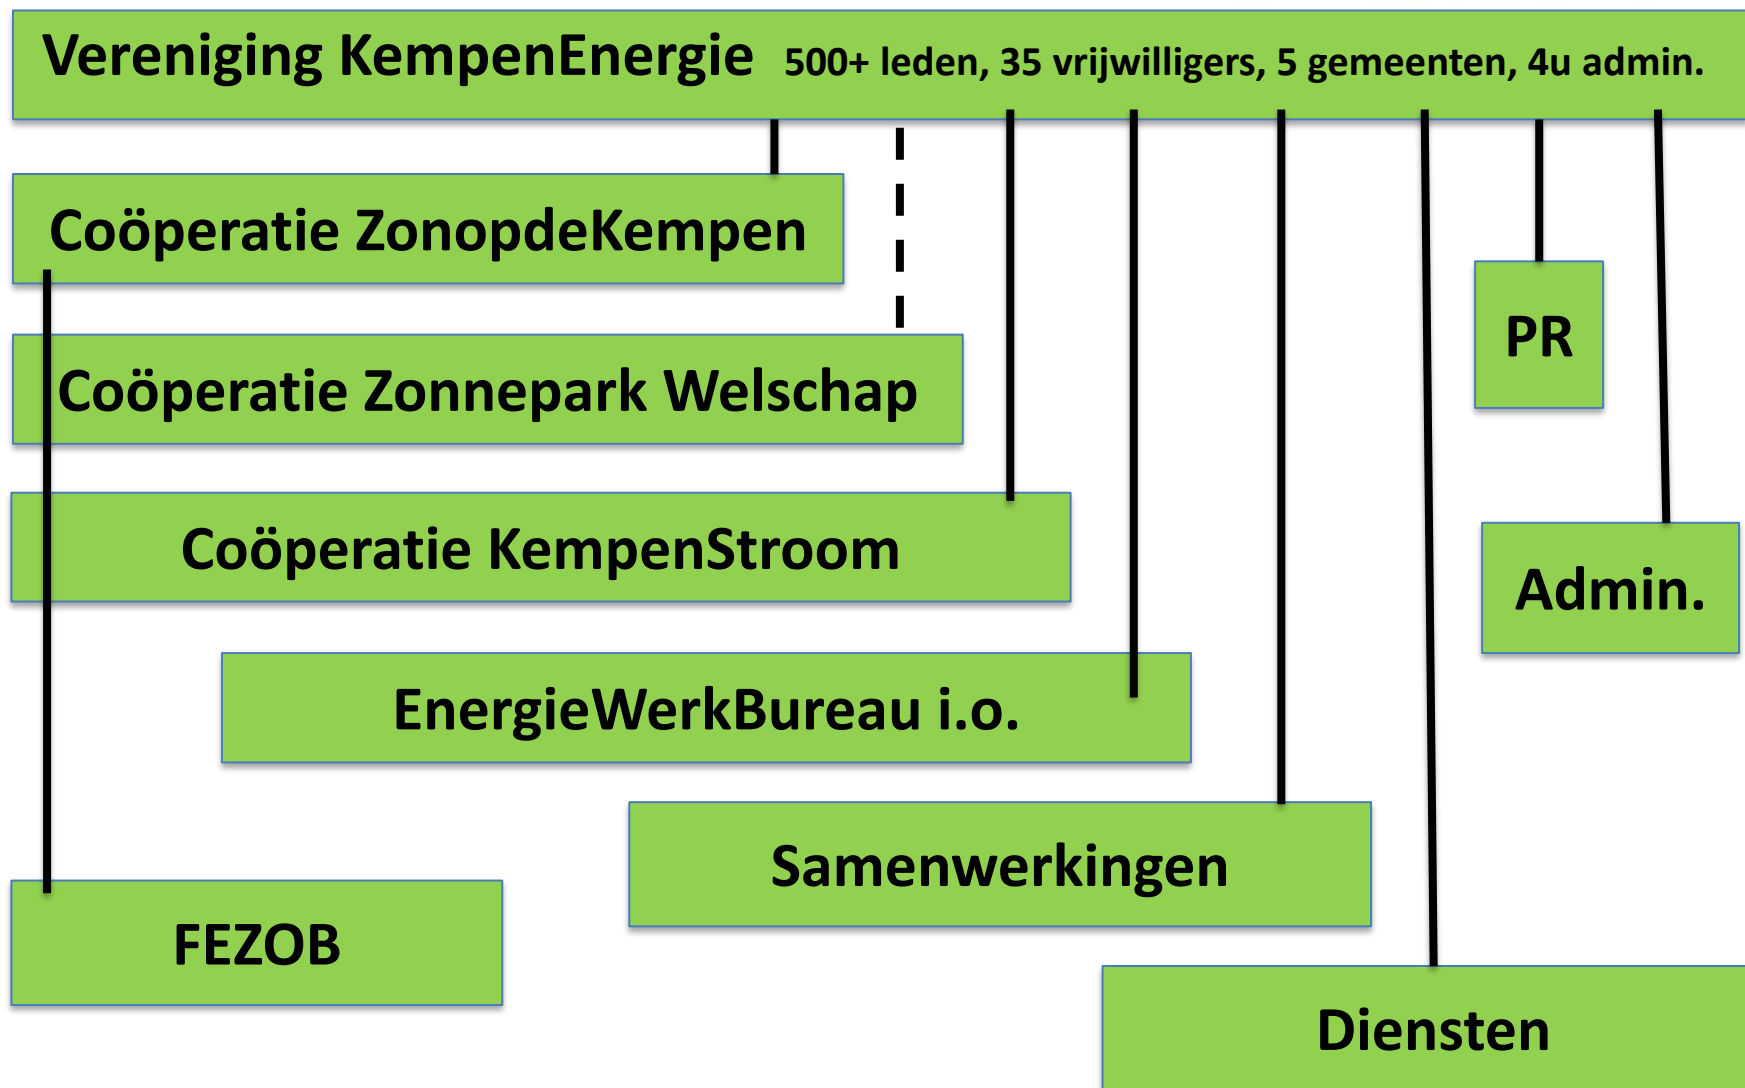 Vereniging KempenEnergie 500+ leden, 35 vrijwilligers, 5 gemeenten, 4u admin.
Coöperatie ZonopdeKempen
PR
Coöperatie Zonnepark Welschap
Coöperatie KempenStroom
Admin.
EnergieWerkBureau i.o.
Samenwerkingen
FEZOB
Diensten